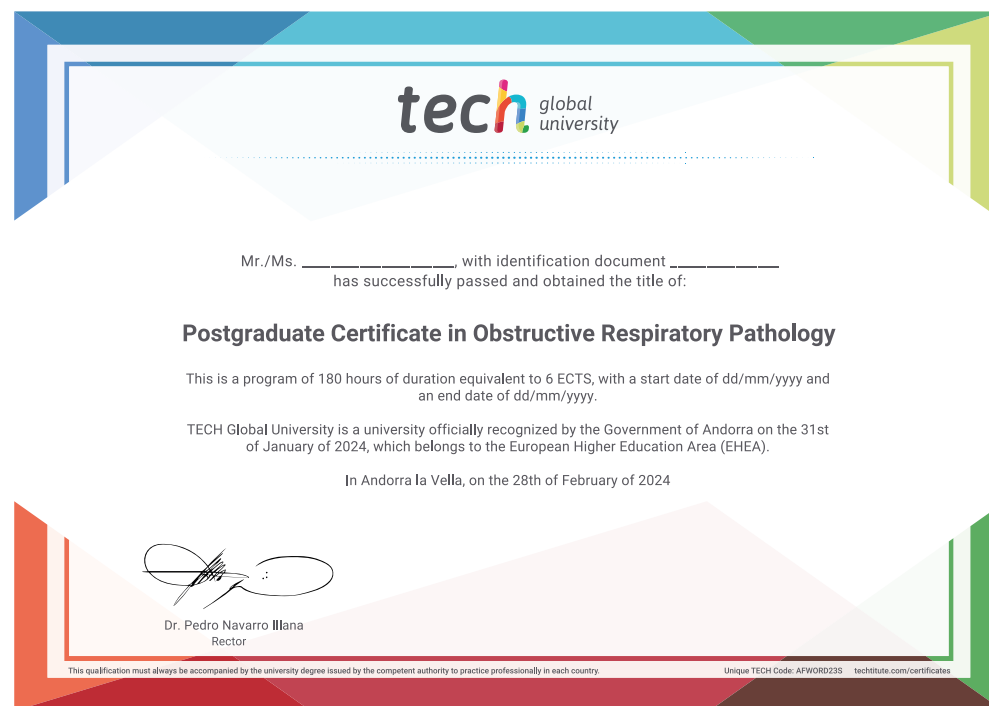 tech global university
Mr./Ms. ____________________, with identification document ______________
has successfully passed and obtained the title of:
Postgraduate Certificate in Obstructive Respiratory Pathology
This is a program of 180 hours of duration equivalent to 6 ECTS, with a start date of dd/mm/yyyy and
an end date of dd/mm/yyyy.
TECH Global University is a university officially recognized by the Government of Andorra on the 31st
of January of 2024, which belongs to the European Higher Education Area (EHEA).
In Andorra la Vella, on the 28th of February of 2024
Dr. Pedro Navarro Illana
Rector
This qualification must always be accompanied by the university degree issued by the competent authority to practice professionally in each country.
Unique TECH Code: AFWORD23S techtitute.com/certificates